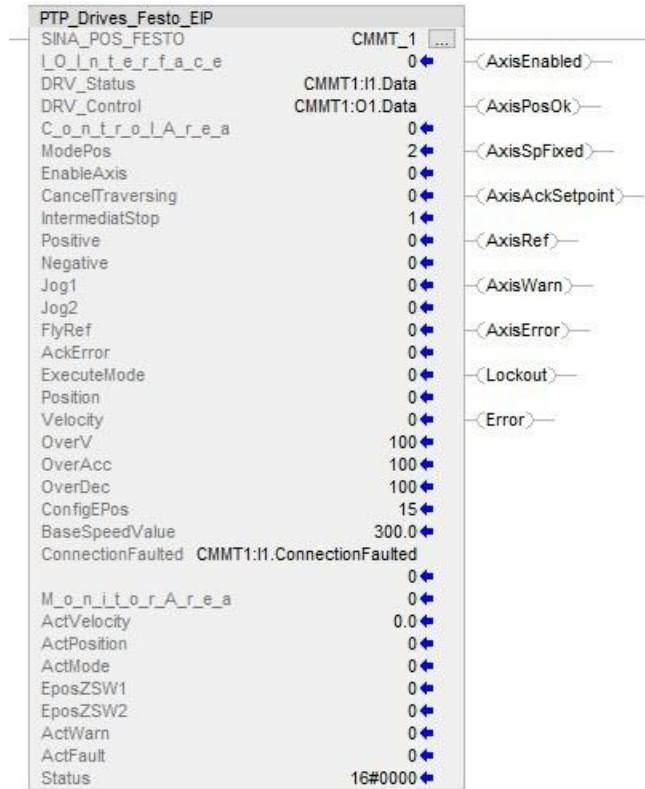 PTP_Drives_Festo_EIP
SINA_POS_FESTO CMMT_1 ...
I_O_I_n_t_e_r_f_a_c_e 0 AxisEnabled
DRV_Status CMMT1:I1.Data
DRV_Control CMMT1:O1.Data AxisPosOk
C_o_n_t_r_o_l_A_r_e_a 0
ModePos 2 AxisSpFixed
EnableAxis 0
CancelTraversing 0 AxisAckSetpoint
IntermediatStop 1
Positive 0 AxisRef
Negative 0
Jog1 0 AxisWarn
Jog2 0
FlyRef 0 AxisError
AckError 0
ExecuteMode 0 Lockout
Position 0
Velocity 0 Error
OverV 100
OverAcc 100
OverDec 100
ConfigEPos 15
BaseSpeedValue 300.0
ConnectionFaulted CMMT1:I1.ConnectionFaulted
0
M_o_n_i_t_o_r_A_r_e_a 0
ActVelocity 0.0
ActPosition 0
ActMode 0
EposZSW1 0
EposZSW2 0
ActWarn 0
ActFault 0
Status 16#0000